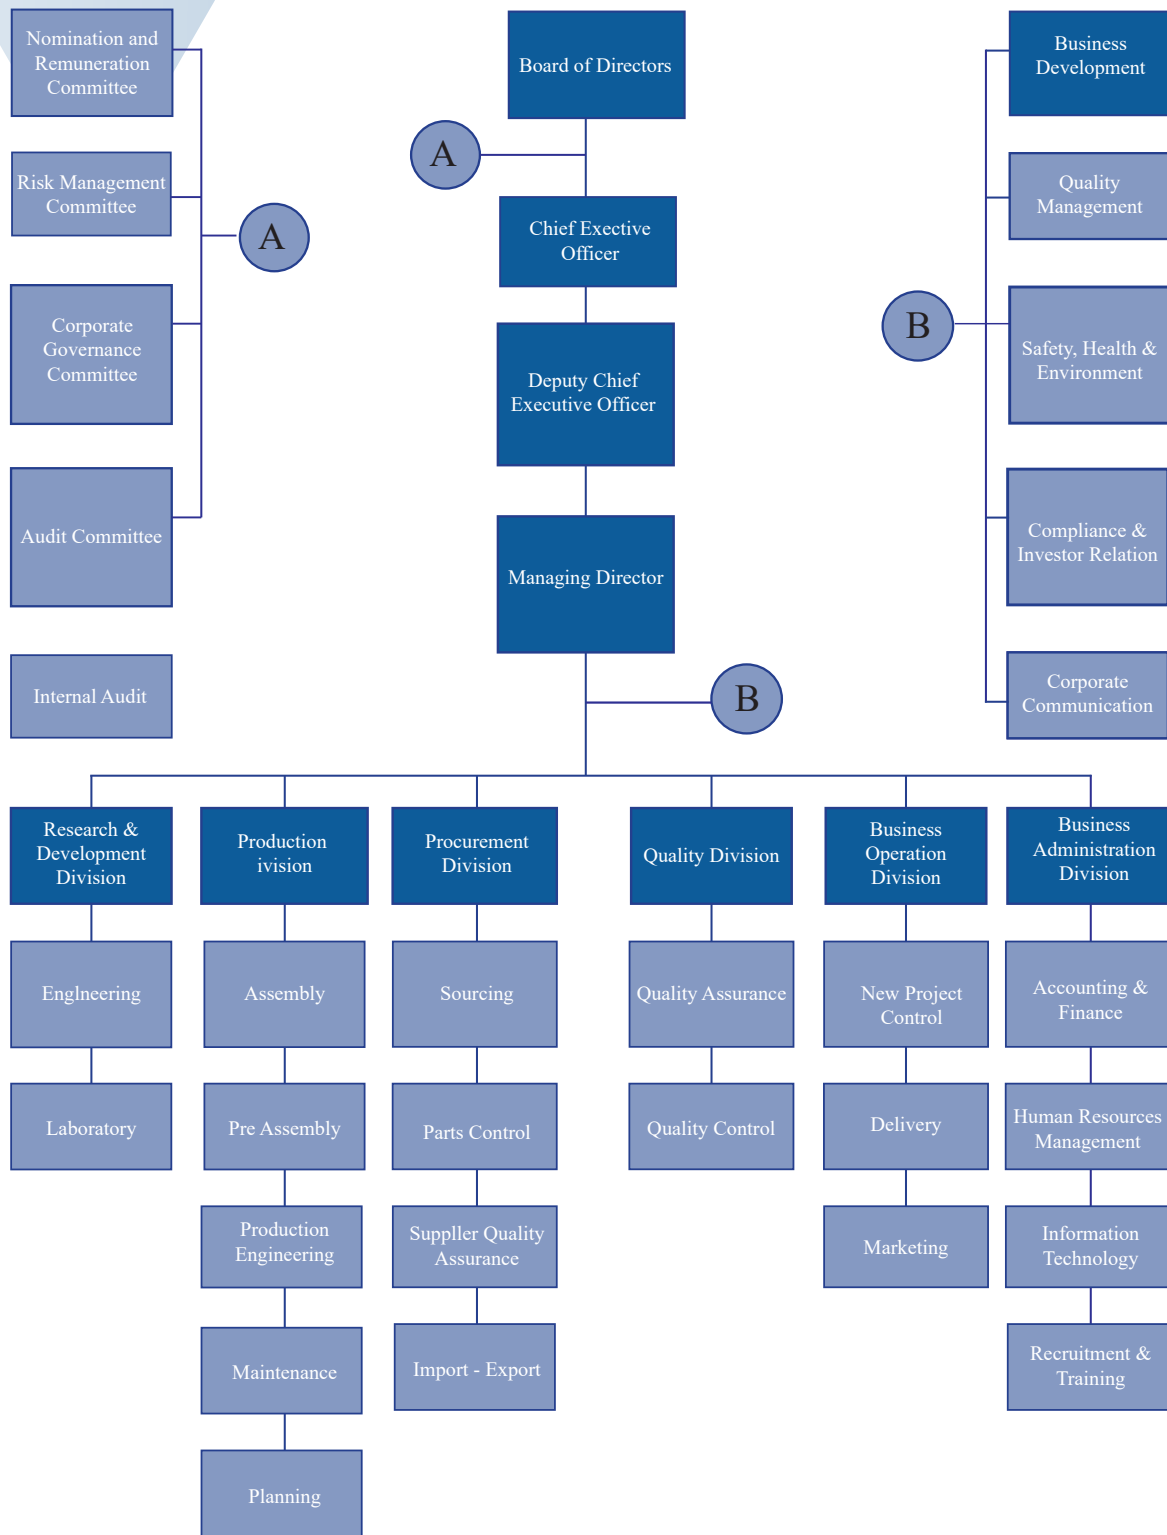 Nomination and
Remuneration
Committee
Risk Management
Committee
A
Corporate
Governance
Committee
Audit Committee
Internal Audit
Board of Directors
A
Chief Exective
Officer
Deputy Chief
Executive Officer
Managing Director
B
Business
Development
Quality
Management
B
Safety, Health &
Environment
Compliance &
Investor Relation
Corporate
Communication
Research &
Development
Division
Englneering
Laboratory
Production
ivision
Assembly
Pre Assembly
Production
Engineering
Maintenance
Planning
Procurement
Division
Sourcing
Parts Control
Suppller Quality
Assurance
Import - Export
Quality Division
Quality Assurance
Quality Control
Business
Operation
Division
New Project
Control
Delivery
Marketing
Business
Administration
Division
Accounting &
Finance
Human Resources
Management
Information
Technology
Recruitment &
Training